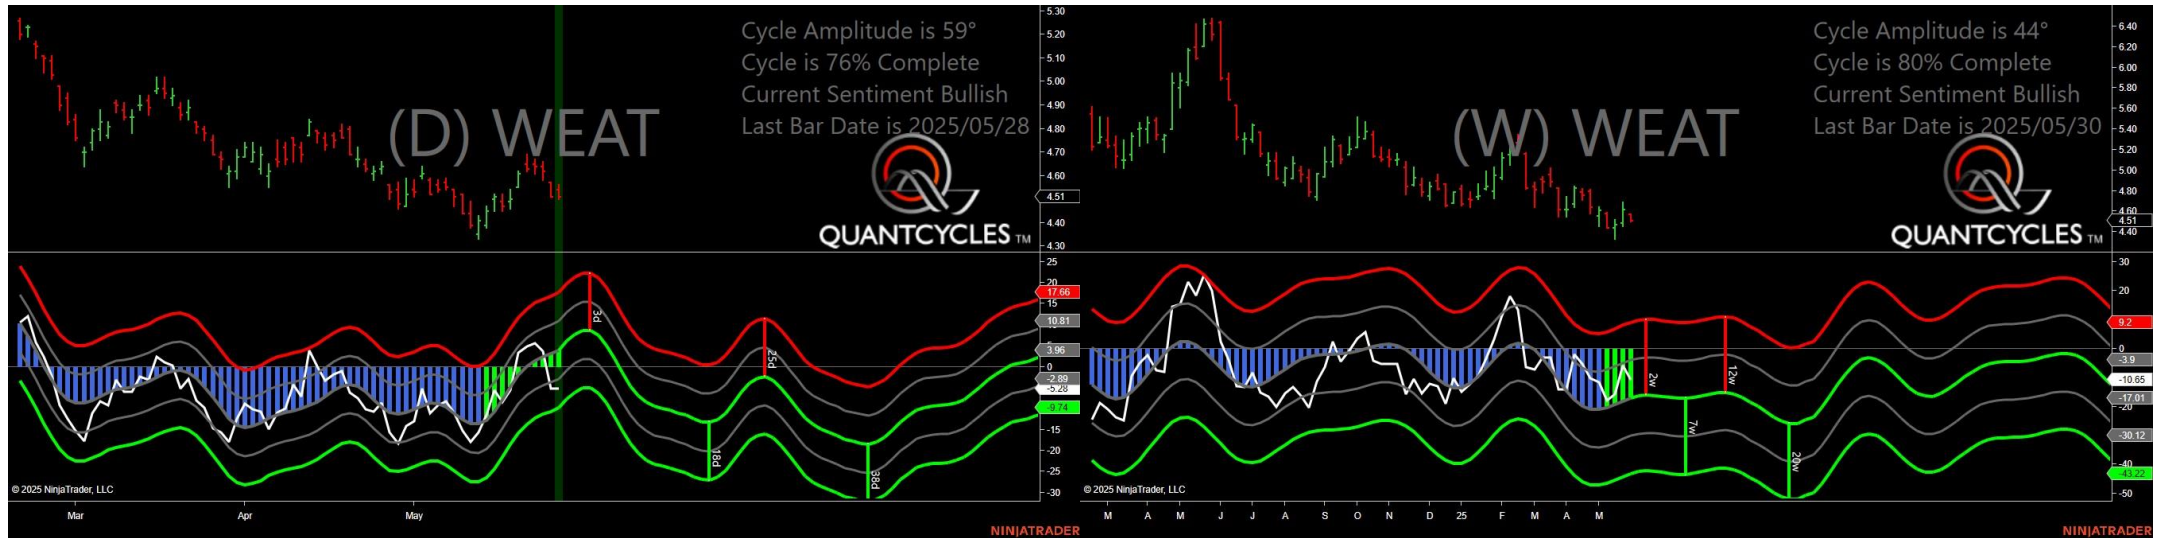 Cycle Amplitude is 59°
Cycle is 76% Complete
Current Sentiment Bullish
Last Bar Date is 2025/05/28
(D) WEAT
QUANTCYCLES TM
5.30
5.20
5.10
5.00
4.90
4.80
4.70
4.60
4.51
4.40
4.30
25
20
17.66
15
10.81
5
3.96
0
-2.89
-5.28
-9.74
-15
-20
-25
-30
3d
25d
18d
38d
© 2025 NinjaTrader, LLC
Mar
Apr
May
NINJATRADER
Cycle Amplitude is 44°
Cycle is 80% Complete
Current Sentiment Bullish
Last Bar Date is 2025/05/30
(W) WEAT
QUANTCYCLES TM
6.40
6.20
6.00
5.80
5.60
5.40
5.20
5.00
4.80
4.60
4.51
4.40
30
20
9.2
0
-3.9
-10.65
-17.01
-20
-30.12
-40
-43.22
-50
2w
12w
7w
20w
© 2025 NinjaTrader, LLC
M A M J J A S O N D 25 F M A M
NINJATRADER